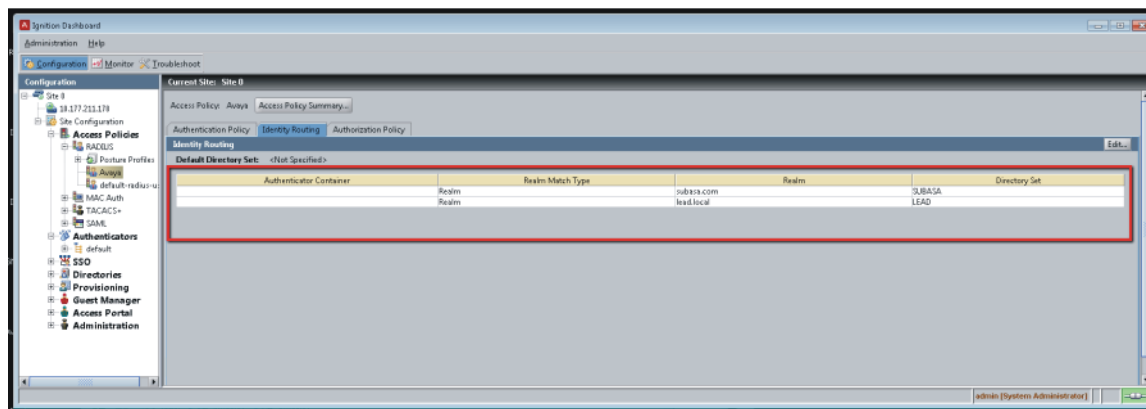 Ignition Dashboard
Administration Help
Configuration Monitor Troubleshoot
Configuration
Current Site: Site 0
Site 0
10.177.211.178
Access Policy: Avaya Access Policy Summary...
Site Configuration
Access Policies
Authentication Policy Identity Routing Authorization Policy
RADIUS
Identity Routing Edit...
Posture Profiles
Default Directory Set: <Not Specified>
Avaya
default-radius-u
Authenticator Container Realm Match Type Realm Directory Set
MAC Auth
Realm subasa.com SUBASA
TACACS+
Realm lead.local LEAD
SAML
Authenticators
default
SSO
Directories
Provisioning
Guest Manager
Access Portal
Administration
admin [System Administrator]